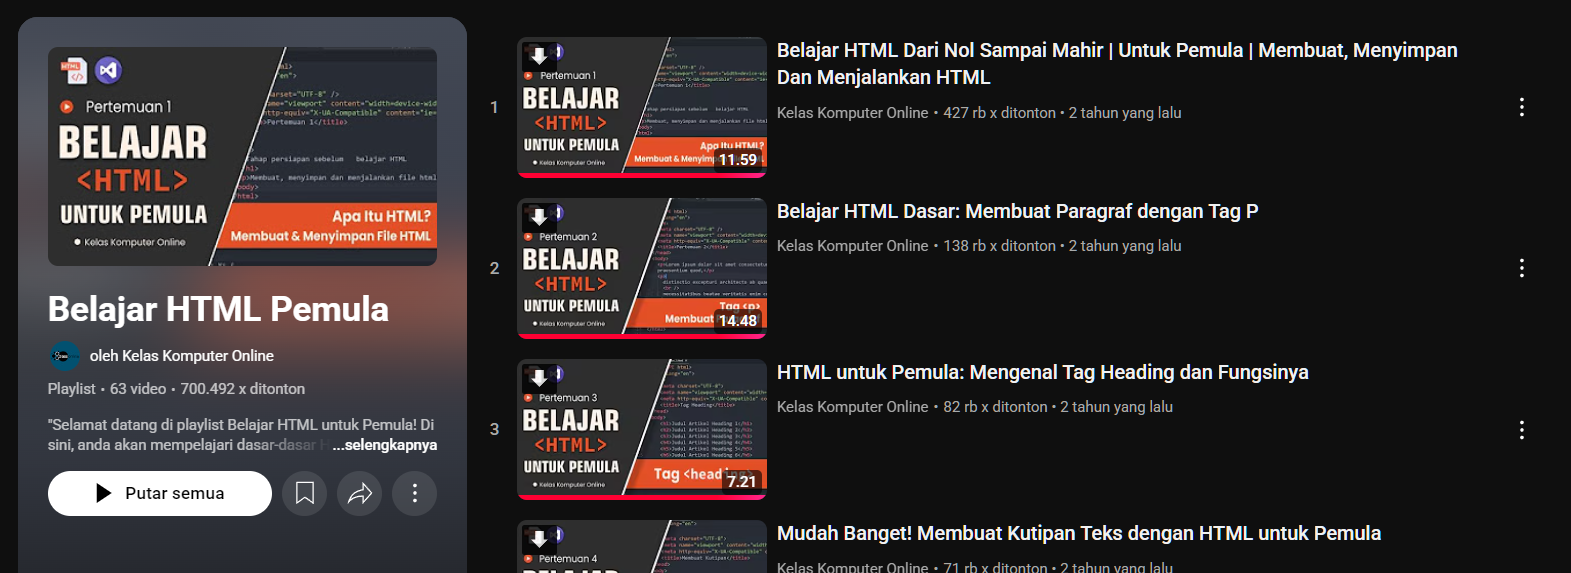 Pertemuan 1
BELAJAR
<HTML>
UNTUK PEMULA
Kelas Komputer Online
Apa Itu HTML?
Membuat & Menyimpan File HTML
Belajar HTML Pemula
oleh Kelas Komputer Online
Playlist • 63 video • 700.492 x ditonton
"Selamat datang di playlist Belajar HTML untuk Pemula! Di
sini, anda akan mempelajari dasar-dasar H ...selengkapnya
Putar semua
1
Pertemuan 1
BELAJAR
<HTML>
UNTUK PEMULA
Kelas Komputer Online
Apa Itu HTML?
11.59
Belajar HTML Dari Nol Sampai Mahir | Untuk Pemula | Membuat, Menyimpan
Dan Menjalankan HTML
Kelas Komputer Online • 427 rb x ditonton • 2 tahun yang lalu
2
Pertemuan 2
BELAJAR
<HTML>
UNTUK PEMULA
Kelas Komputer Online
Tag <p>
14.48
Belajar HTML Dasar: Membuat Paragraf dengan Tag P
Kelas Komputer Online • 138 rb x ditonton • 2 tahun yang lalu
3
Pertemuan 3
BELAJAR
<HTML>
UNTUK PEMULA
Kelas Komputer Online
Tag <heading>
7.21
HTML untuk Pemula: Mengenal Tag Heading dan Fungsinya
Kelas Komputer Online • 82 rb x ditonton • 2 tahun yang lalu
Pertemuan 4
BELAJAR
Mudah Banget! Membuat Kutipan Teks dengan HTML untuk Pemula
Kelas Komputer Online • 71 rb x ditonton • 2 tahun yang lalu